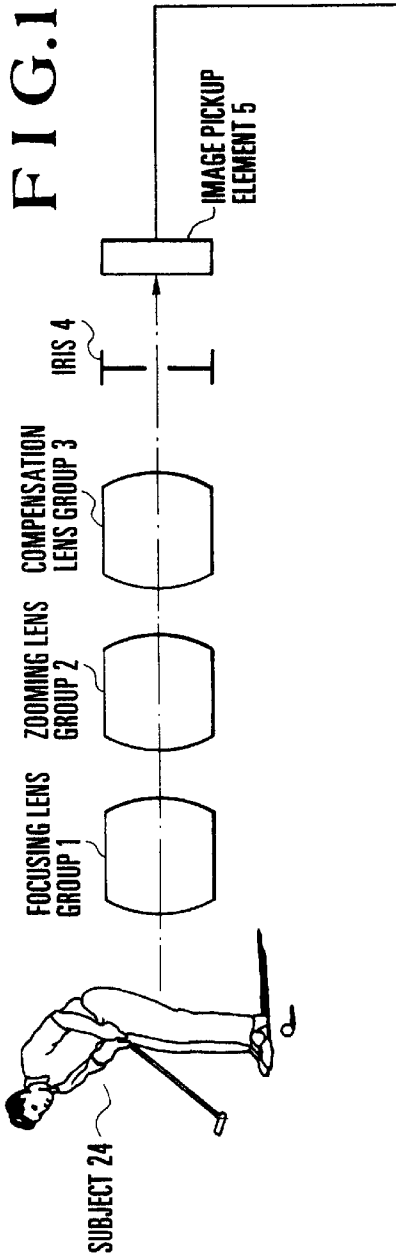 FIG.1
SUBJECT 24
FOCUSING LENS
GROUP 1
ZOOMING LENS
GROUP 2
COMPENSATION
LENS GROUP 3
IRIS 4
IMAGE PICKUP
ELEMENT 5